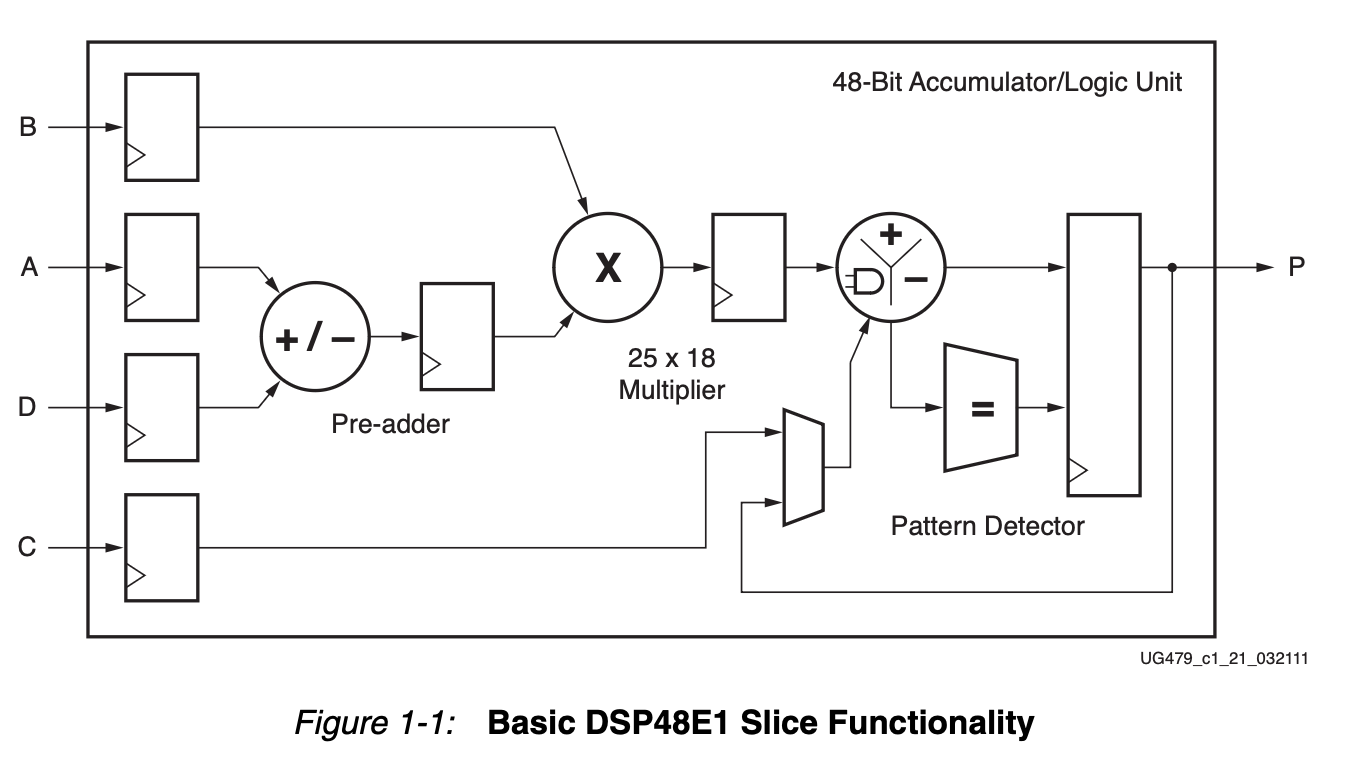 48-Bit Accumulator/Logic Unit
B
A
D
C
+ / −
Pre-adder
X
25 x 18
Multiplier
+
−
=
Pattern Detector
P
UG479_c1_21_032111
Figure 1-1: Basic DSP48E1 Slice Functionality